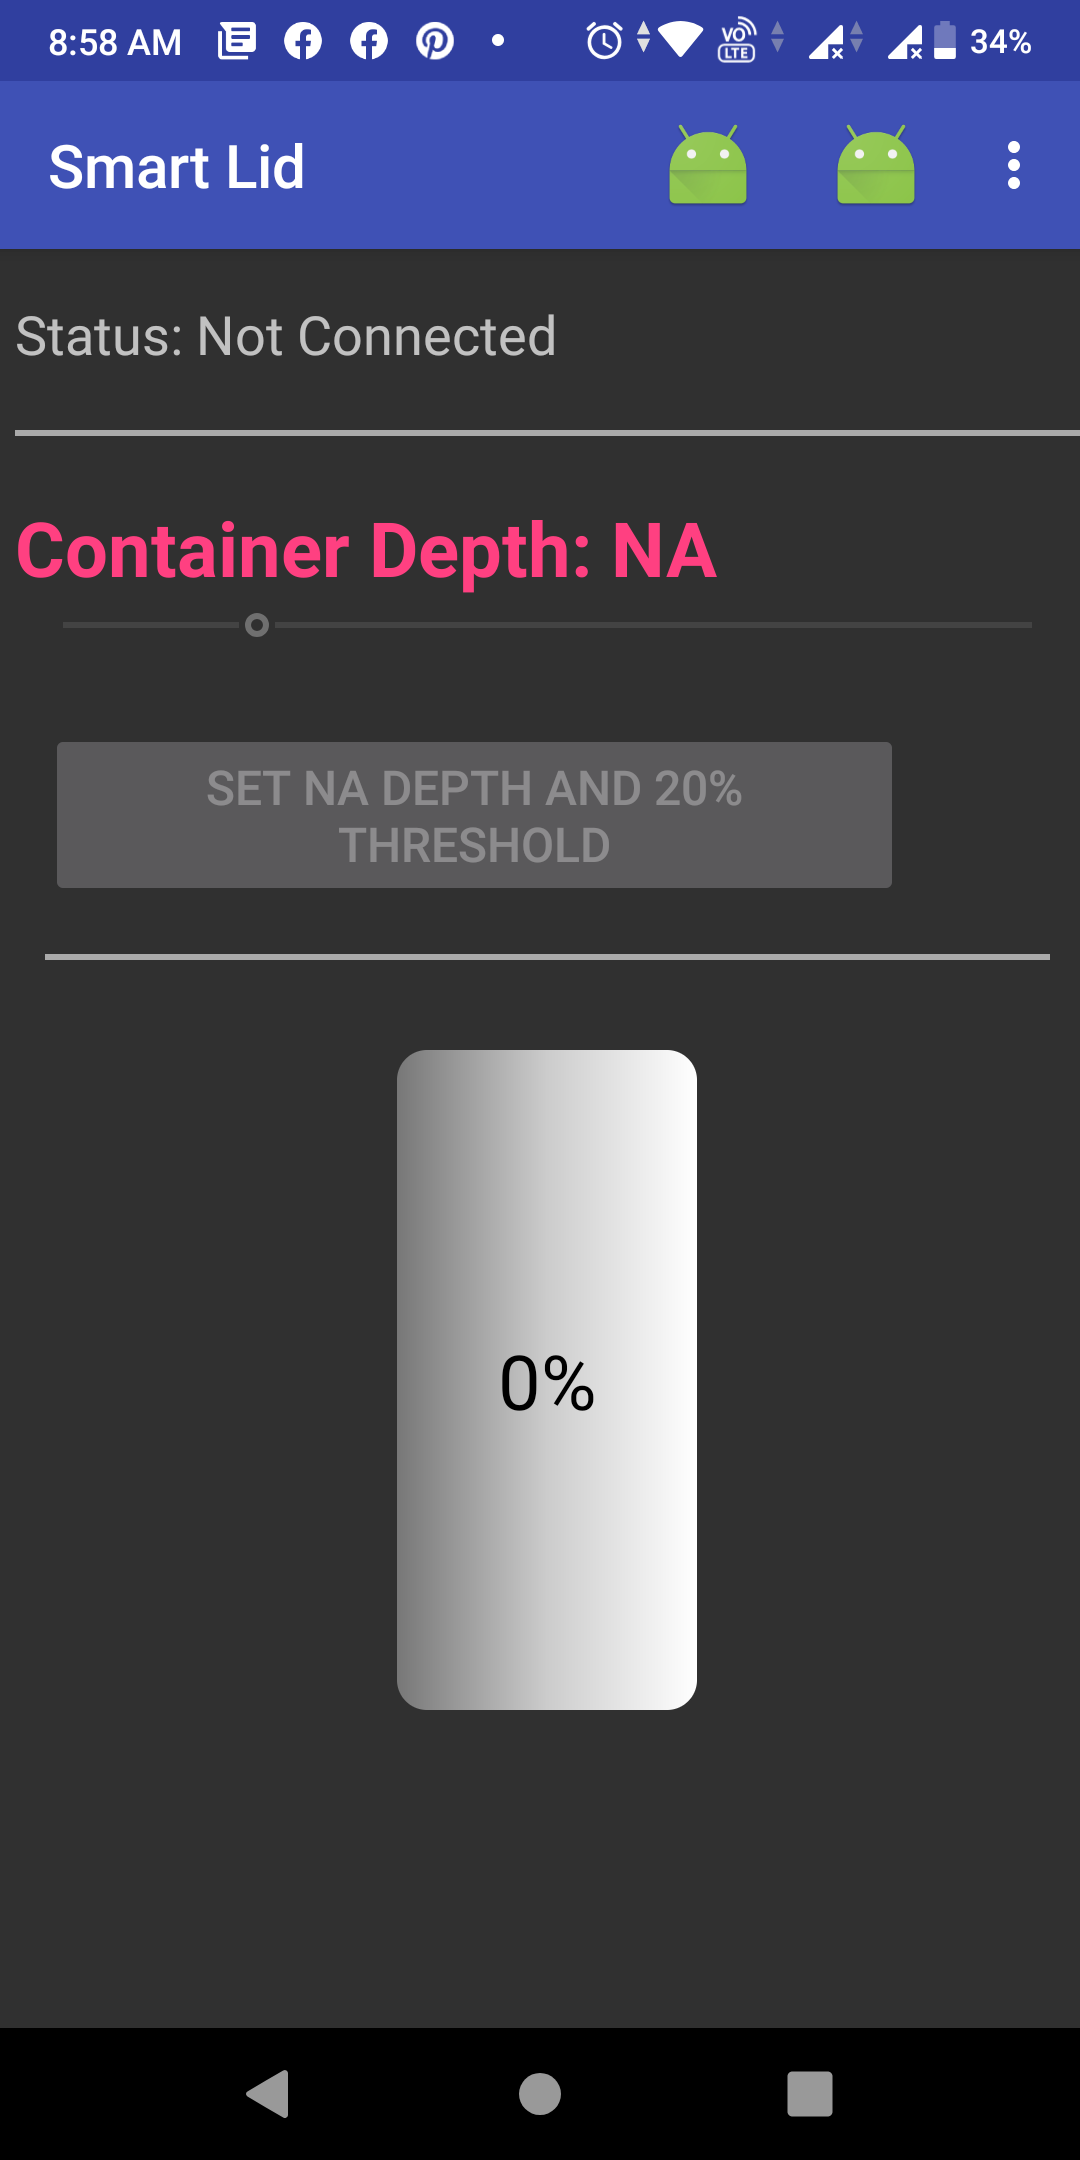 8:58 AM
VO
LTE
34%
Smart Lid
Status: Not Connected
Container Depth: NA
SET NA DEPTH AND 20%
THRESHOLD
0%